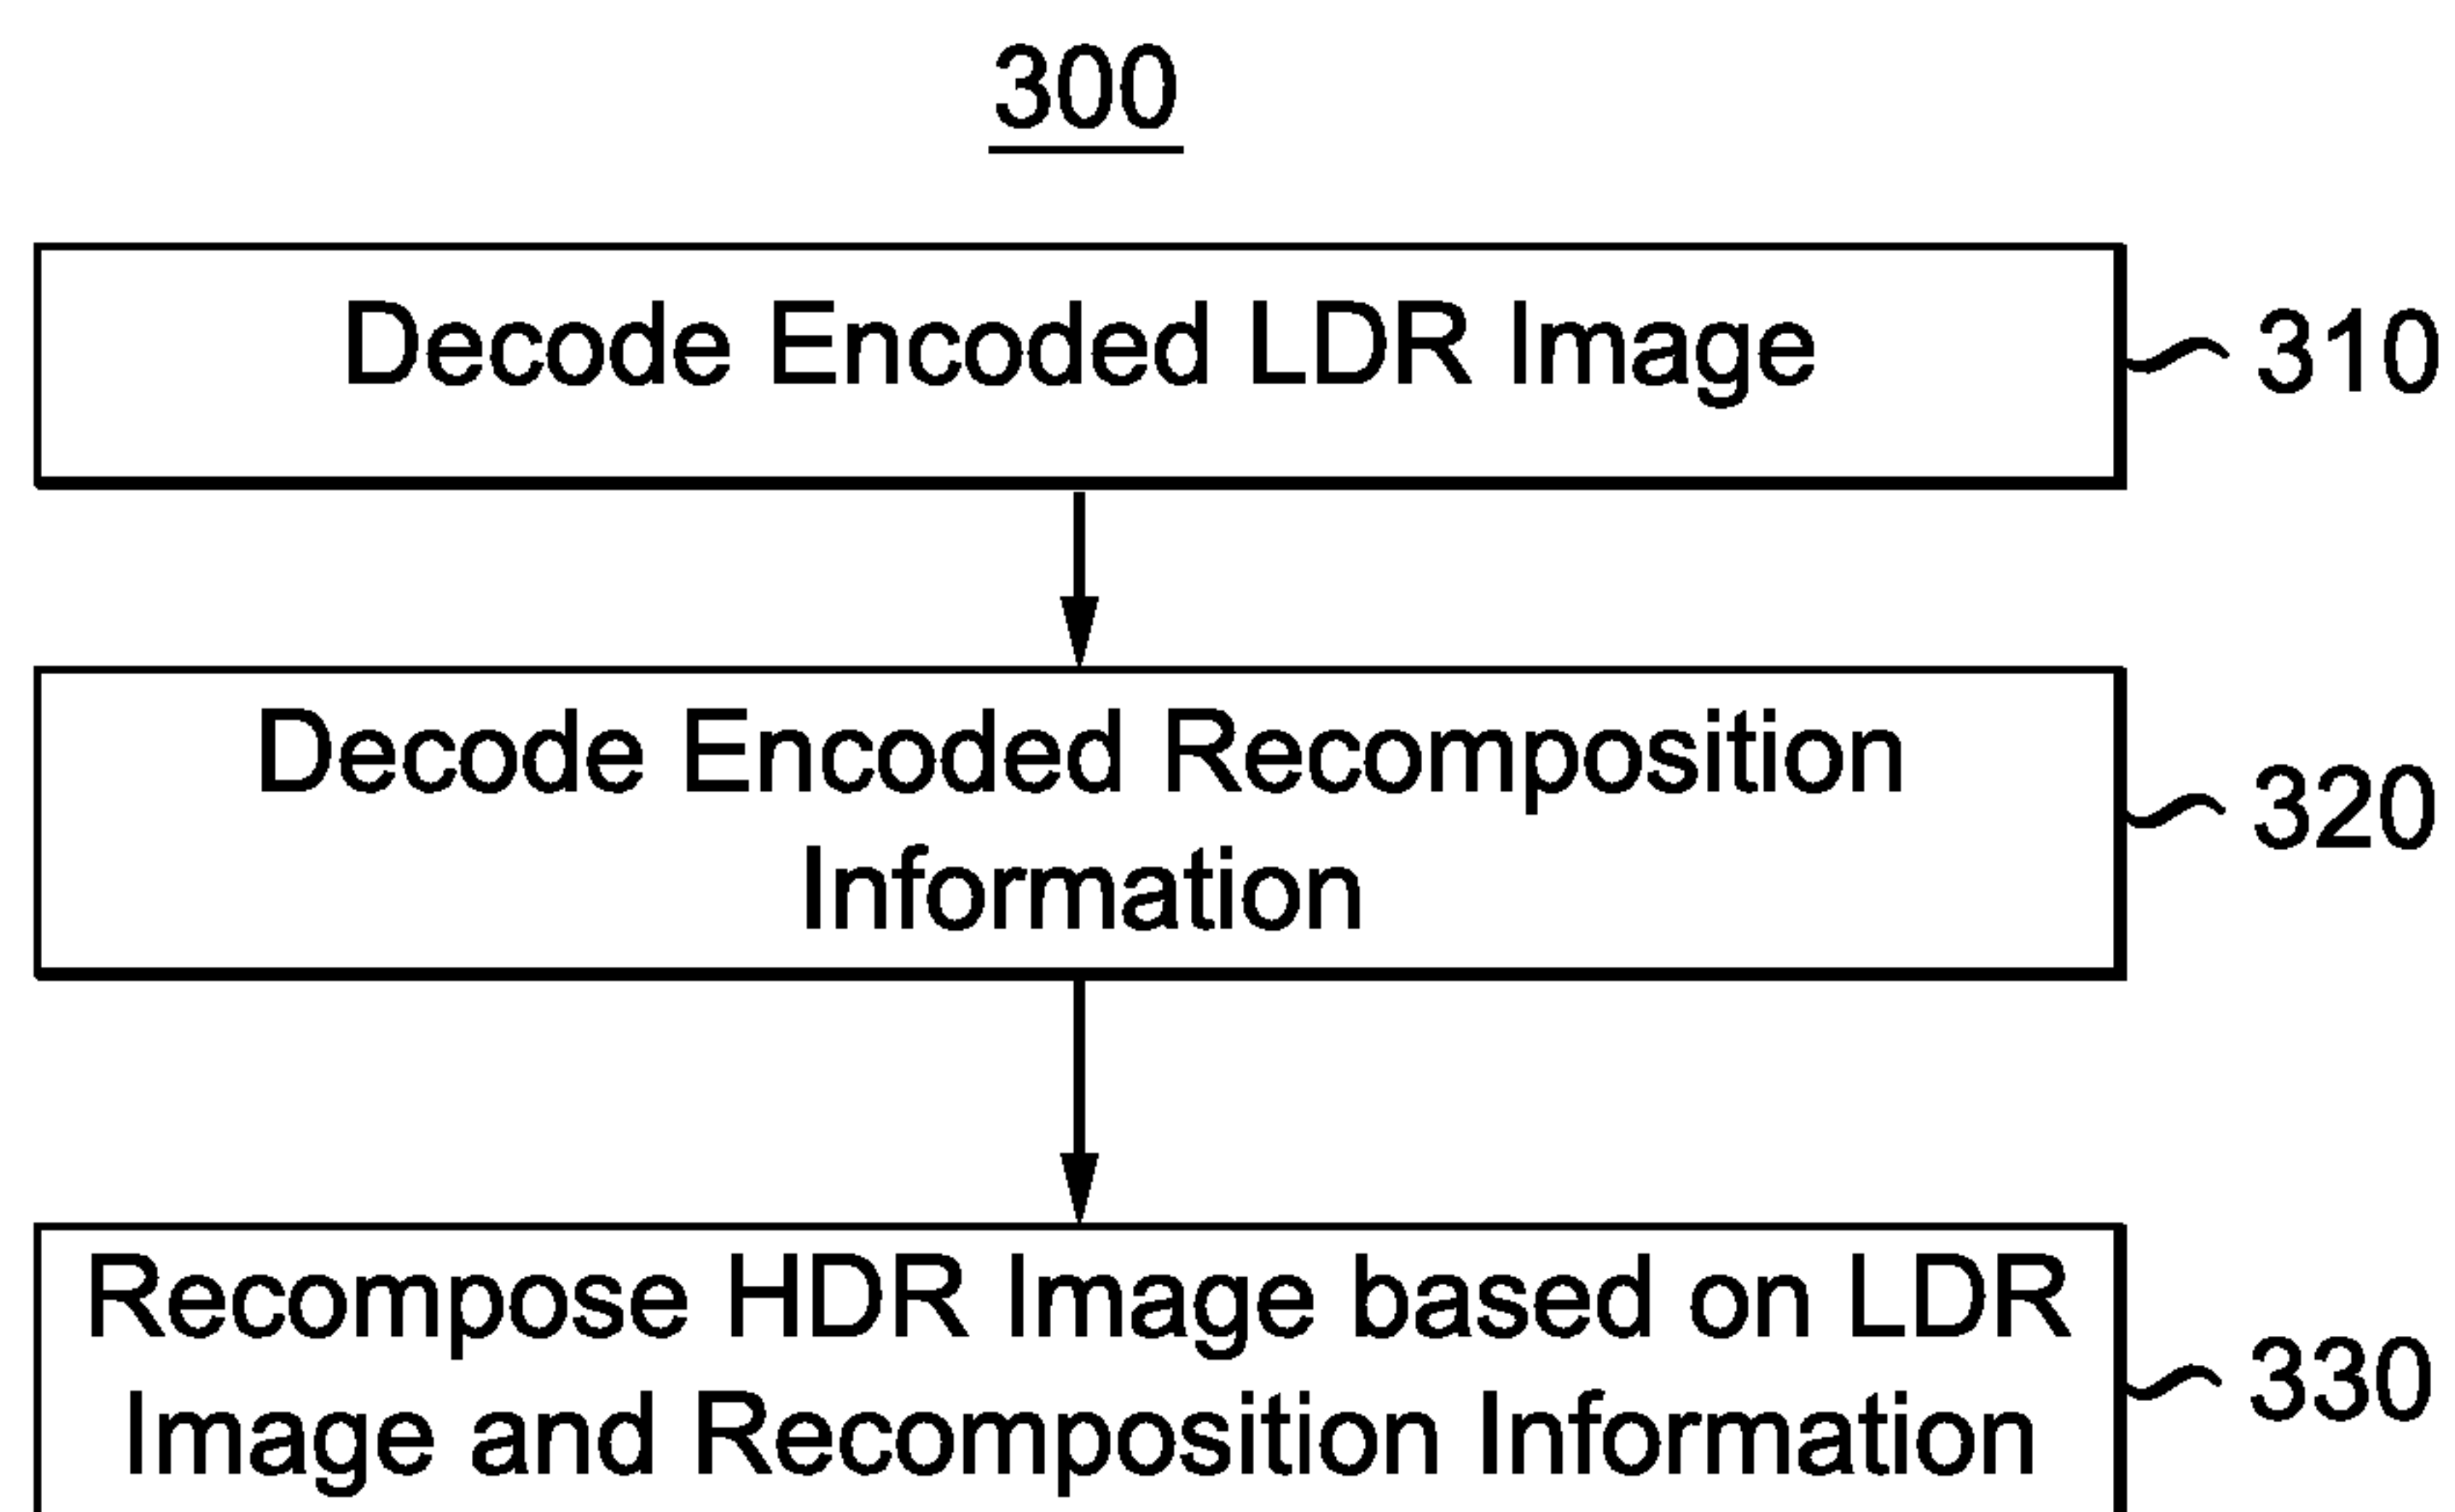 300
Decode Encoded LDR Image
310
Decode Encoded Recomposition
Information
320
Recompose HDR Image based on LDR
Image and Recomposition Information
330